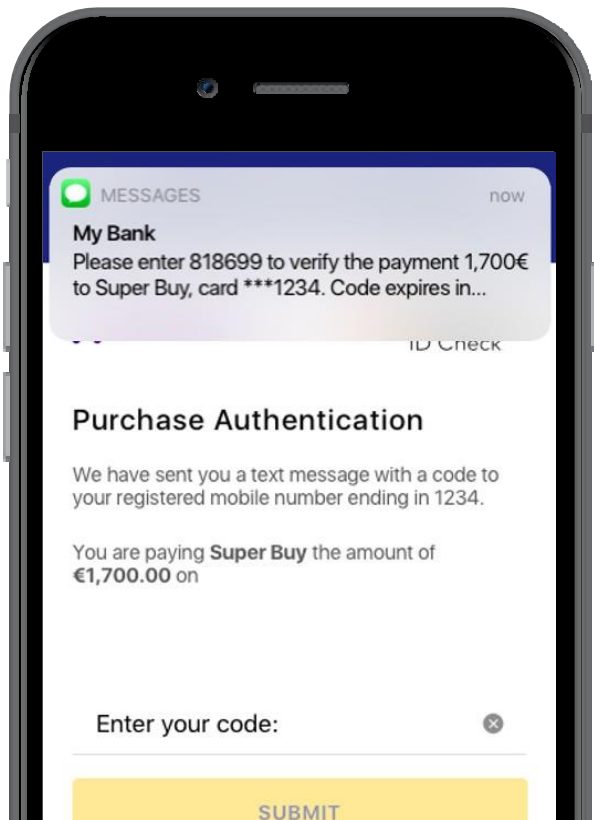 MESSAGES now
My Bank
Please enter 818699 to verify the payment 1,700€
to Super Buy, card ***1234. Code expires in...
ID Check
Purchase Authentication
We have sent you a text message with a code to
your registered mobile number ending in 1234.
You are paying Super Buy the amount of
€1,700.00 on
Enter your code:
SUBMIT